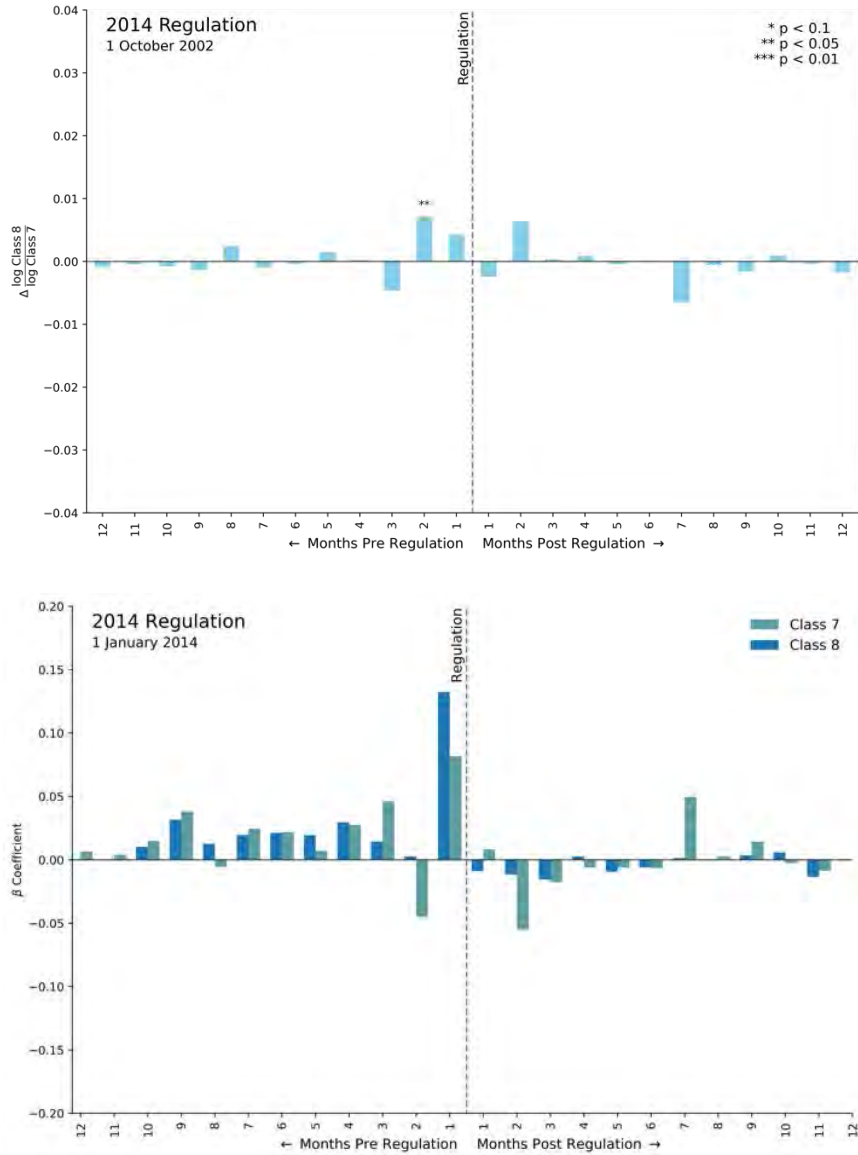 2014 Regulation
1 October 2002
Regulation
* p < 0.1
** p < 0.05
*** p < 0.01
**
Δ log Class 8 / log Class 7
0.04
0.03
0.02
0.01
0.00
−0.01
−0.02
−0.03
−0.04
12 11 10 9 8 7 6 5 4 3 2 1 1 2 3 4 5 6 7 8 9 10 11 12
← Months Pre Regulation Months Post Regulation →
2014 Regulation
1 January 2014
Regulation
Class 7
Class 8
β Coefficient
0.20
0.15
0.10
0.05
0.00
−0.05
−0.10
−0.15
−0.20
12 11 10 9 8 7 6 5 4 3 2 1 1 2 3 4 5 6 7 8 9 10 11 12
← Months Pre Regulation Months Post Regulation →